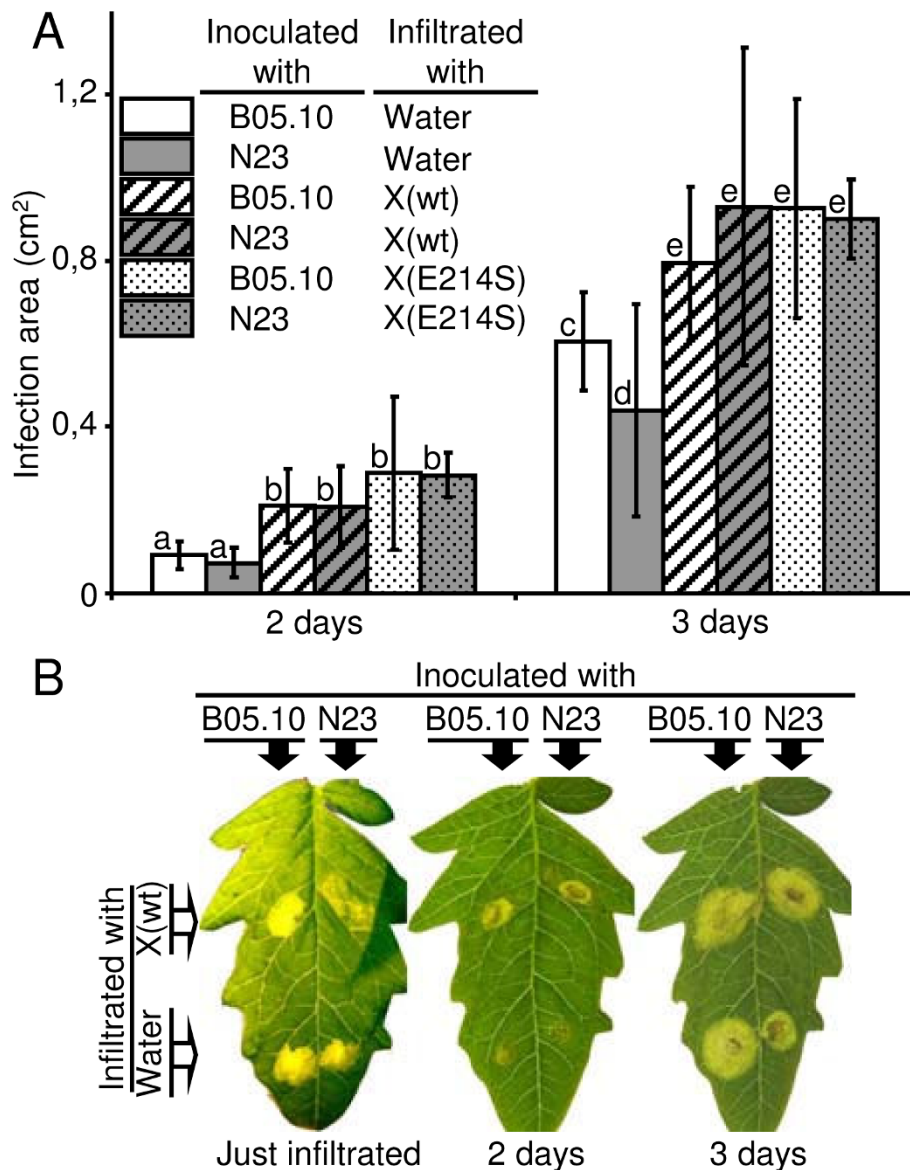 A
Inoculated with
Infiltrated with
B05.10 Water
N23 Water
B05.10 X(wt)
N23 X(wt)
B05.10 X(E214S)
N23 X(E214S)
Infection area (cm²)
1,2
0,8
0,4
0
a a b b b b
c d e e e e
2 days 3 days
B
Inoculated with
B05.10 N23 B05.10 N23 B05.10 N23
Infiltrated with
X(wt)
Water
Just infiltrated 2 days 3 days